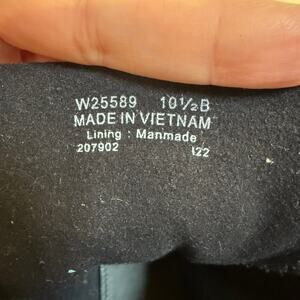 W25589 10½B
MADE IN VIETNAM
Lining : Manmade
207902 I22